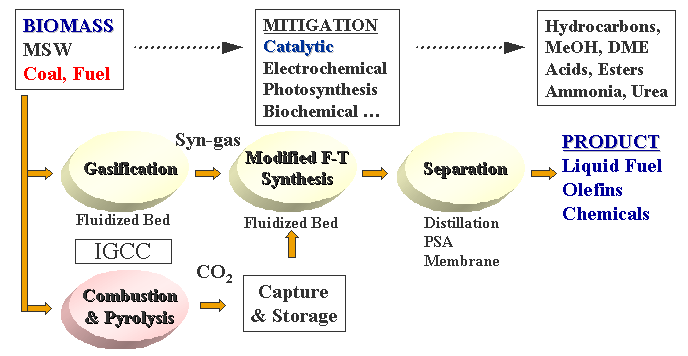 BIOMASS
MSW
Coal, Fuel
MITIGATION
Catalytic
Electrochemical
Photosynthesis
Biochemical …
Hydrocarbons,
MeOH, DME
Acids, Esters
Ammonia, Urea
Gasification
Fluidized Bed
Syn-gas
Modified F-T
Synthesis
Fluidized Bed
Separation
Distillation
PSA
Membrane
PRODUCT
Liquid Fuel
Olefins
Chemicals
IGCC
Combustion
& Pyrolysis
CO2
Capture
& Storage